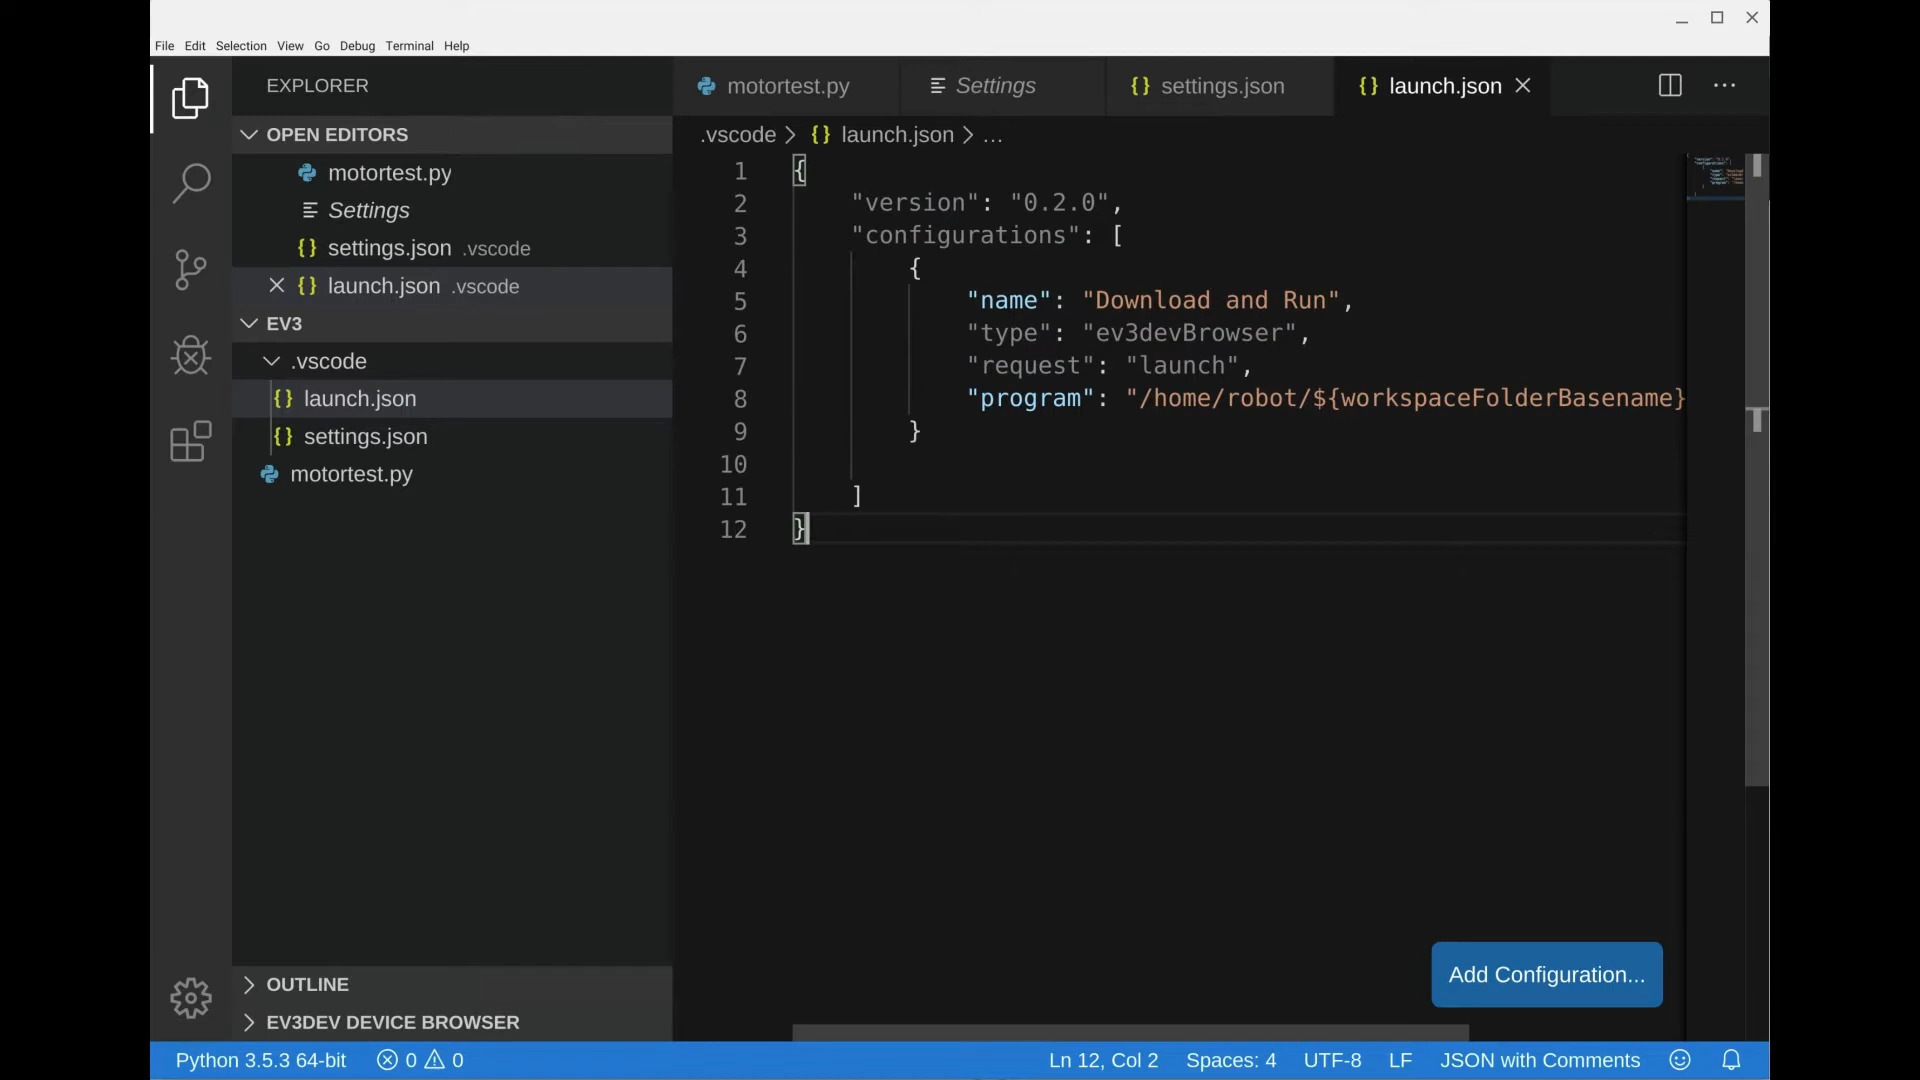 File Edit Selection View Go Debug Terminal Help
EXPLORER
OPEN EDITORS
motortest.py
Settings
settings.json .vscode
launch.json .vscode
EV3
.vscode
launch.json
settings.json
motortest.py
OUTLINE
EV3DEV DEVICE BROWSER
motortest.py Settings {} settings.json {} launch.json
.vscode > {} launch.json > ...
1 {
2 "version": "0.2.0",
3 "configurations": [
4 {
5 "name": "Download and Run",
6 "type": "ev3devBrowser",
7 "request": "launch",
8 "program": "/home/robot/${workspaceFolderBasename}
9 }
10
11 ]
12 }
Add Configuration...
Python 3.5.3 64-bit 0 0 Ln 12, Col 2 Spaces: 4 UTF-8 LF JSON with Comments